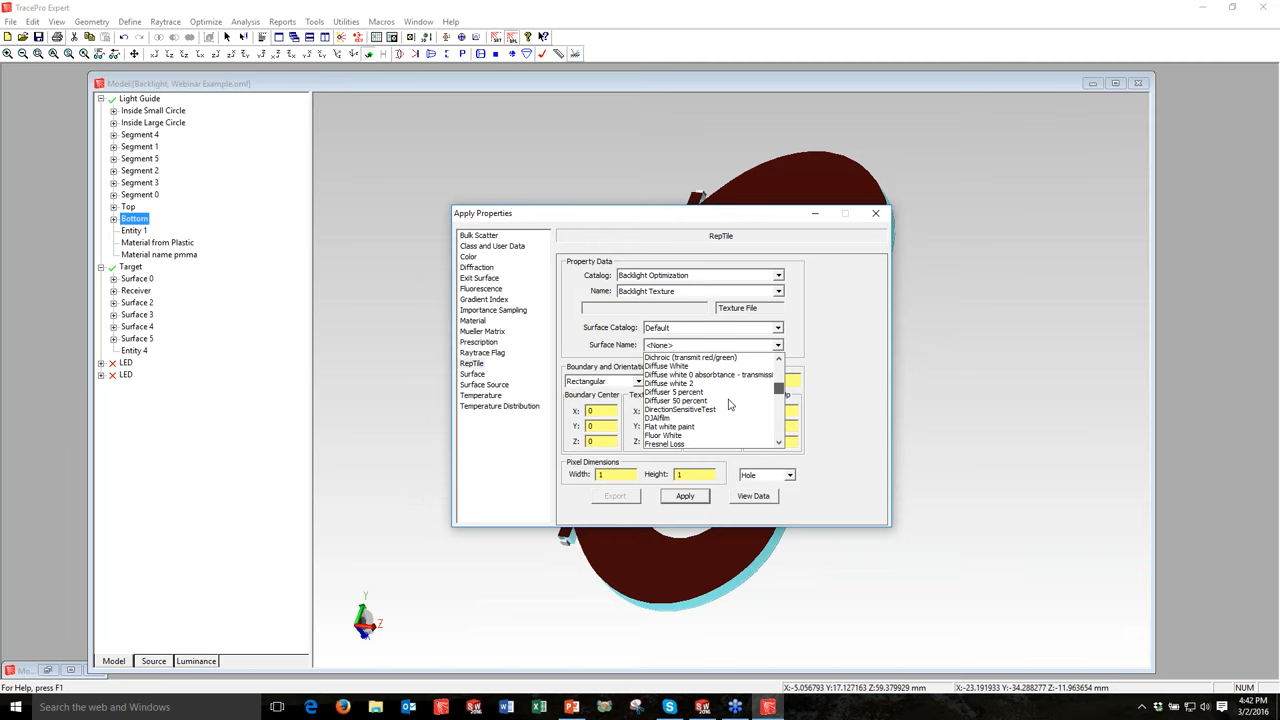 TracePro Expert
File Edit View Geometry Define Raytrace Optimize Analysis Reports Tools Utilities Macros Window Help
Model:[Backlight, Webinar Example.oml]
Light Guide
Inside Small Circle
Inside Large Circle
Segment 4
Segment 1
Segment 5
Segment 2
Segment 3
Segment 0
Top
Bottom
Entity 1
Material from Plastic
Material name pmma
Target
Surface 0
Receiver
Surface 2
Surface 3
Surface 4
Surface 5
Entity 4
LED
LED
Model Source Luminance
Apply Properties
Bulk Scatter
Class and User Data
Color
Diffraction
Exit Surface
Fluorescence
Gradient Index
Importance Sampling
Material
Mueller Matrix
Prescription
Raytrace Flag
RepTile
Surface
Surface Source
Temperature
Temperature Distribution
RepTile
Property Data
Catalog: Backlight Optimization
Name: Backlight Texture
Texture File
Surface Catalog: Default
Surface Name: <None>
Dichroic (transmit red/green)
Diffuse White
Diffuse white 0 absorbtance - transmissi
Diffuse white 2
Diffuser 5 percent
Diffuser 50 percent
DirectionSensitiveTest
DJAfilm
Flat white paint
Fluor White
Fresnel Loss
Boundary and Orientat
Rectangular
Boundary Center
X: 0
Y: 0
Z: 0
Pixel Dimensions
Width: 1 Height: 1 Hole
Export Apply View Data
Y
Z
For Help, press F1
X:-5.056793 Y:17.127163 Z:59.379929 mm
X:-23.191933 Y:-34.288277 Z:-11.963654 mm
NUM
Search the web and Windows
4:42 PM
3/2/2016